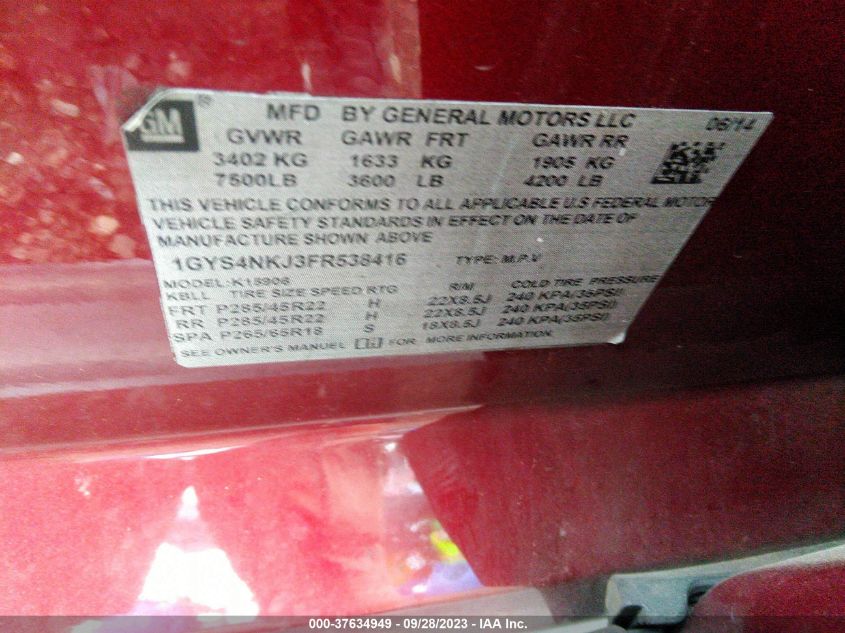 GM ® MFD BY GENERAL MOTORS LLC 06/14
GVWR GAWR FRT GAWR RR
3402 KG 1633 KG 1905 KG
7500LB 3600 LB 4200 LB
THIS VEHICLE CONFORMS TO ALL APPLICABLE U.S FEDERAL MOTOR
VEHICLE SAFETY STANDARDS IN EFFECT ON THE DATE OF
MANUFACTURE SHOWN ABOVE
1GYS4NKJ3FR538416 TYPE: M.P.V
MODEL: K15906
KBLL TIRE SIZE SPEED RTG RIM COLD TIRE PRESSURE
FRT P285/45R22 H 22X8.5J 240 KPA(35PSI)
RR P285/45R22 H 22X8.5J 240 KPA(35PSI)
SPA P265/65R18 S 18X8.5J 240 KPA(35PSI)
SEE OWNER'S MANUEL FOR MORE INFORMATION.
000-37634949 - 09/28/2023 - IAA Inc.